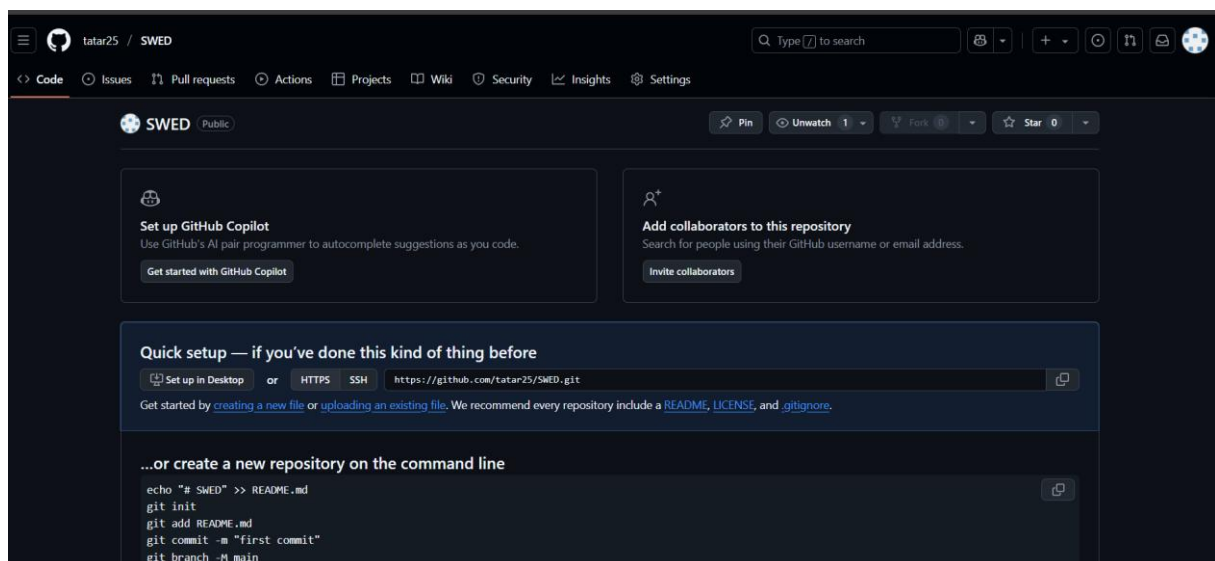 tatar25 / SWED
Type / to search
Code Issues Pull requests Actions Projects Wiki Security Insights Settings
SWED Public
Pin Unwatch 1 Fork 0 Star 0
Set up GitHub Copilot
Use GitHub's AI pair programmer to autocomplete suggestions as you code.
Get started with GitHub Copilot
Add collaborators to this repository
Search for people using their GitHub username or email address.
Invite collaborators
Quick setup — if you've done this kind of thing before
Set up in Desktop or HTTPS SSH https://github.com/tatar25/SWED.git
Get started by creating a new file or uploading an existing file. We recommend every repository include a README, LICENSE, and .gitignore.
...or create a new repository on the command line
echo "# SWED" >> README.md
git init
git add README.md
git commit -m "first commit"
git branch -M main